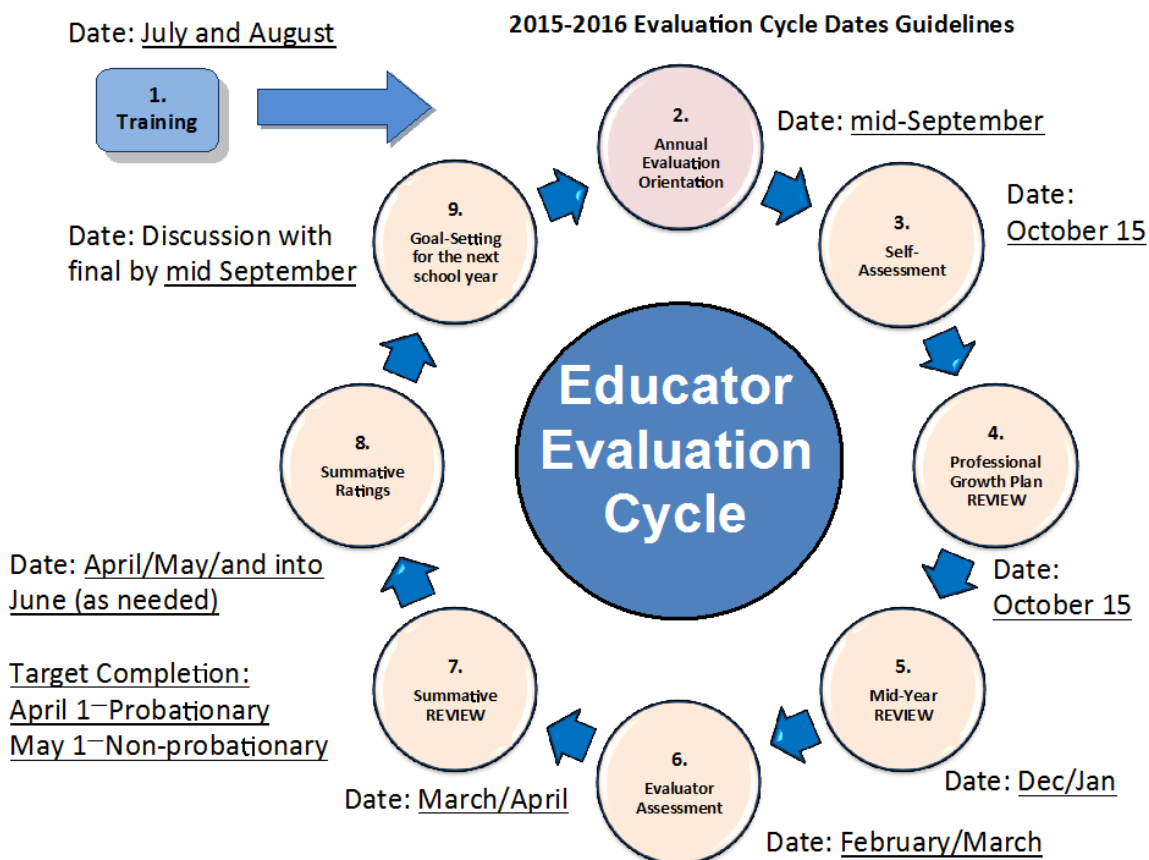 2015-2016 Evaluation Cycle Dates Guidelines
Date: July and August
1.
Training
2.
Annual
Evaluation
Orientation
Date: mid-September
3.
Self-
Assessment
Date:
October 15
4.
Professional
Growth Plan
REVIEW
Date:
October 15
5.
Mid-Year
REVIEW
Date: Dec/Jan
6.
Evaluator
Assessment
Date: February/March
7.
Summative
REVIEW
Date: March/April
Target Completion:
April 1—Probationary
May 1—Non-probationary
8.
Summative
Ratings
Date: April/May/and into
June (as needed)
9.
Goal-Setting
for the next
school year
Date: Discussion with
final by mid September
Educator
Evaluation
Cycle